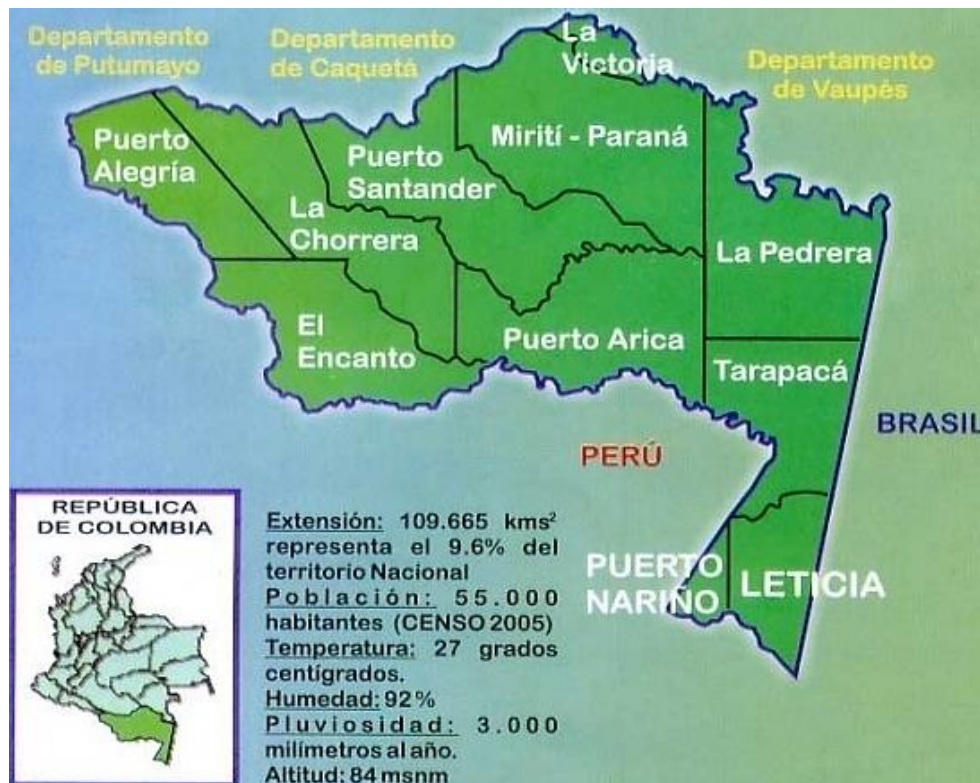 Departamento
de Putumayo
Departamento
de Caquetá
La
Victoria
Departamento
de Vaupés
Puerto
Alegría
Puerto
Santander
Mirití - Paraná
La
Chorrera
La Pedrera
El
Encanto
Puerto Arica
Tarapacá
BRASIL
PERÚ
PUERTO
NARIÑO
LETICIA
REPÚBLICA
DE COLOMBIA
Extensión: 109.665 kms²
representa el 9.6% del
territorio Nacional
Población: 55.000
habitantes (CENSO 2005)
Temperatura: 27 grados
centígrados.
Humedad: 92%
Pluviosidad: 3.000
milímetros al año.
Altitud: 84 msnm